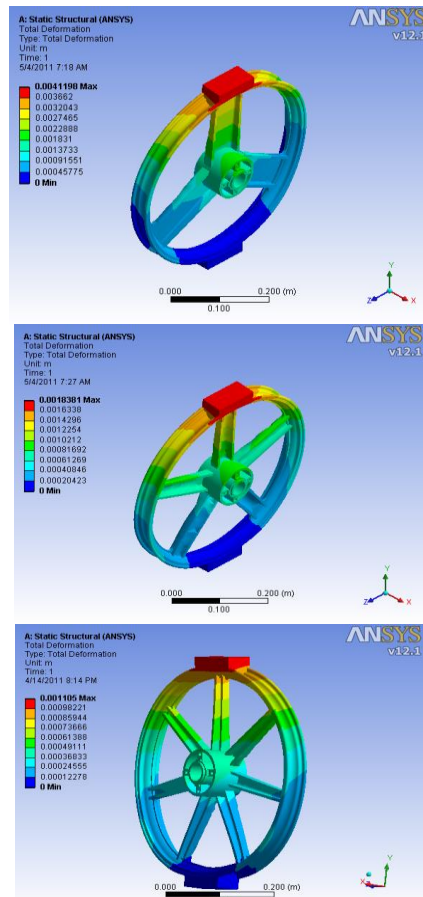 A: Static Structural (ANSYS)
Total Deformation
Type: Total Deformation
Unit: m
Time: 1
5/4/2011 7:18 AM
0.0041198 Max
0.003662
0.0032043
0.0027465
0.0022888
0.001831
0.0013733
0.00091551
0.00045775
0 Min
ANSYS
v12.1
0.000
0.200 (m)
0.100
Y
Z
X
A: Static Structural (ANSYS)
Total Deformation
Type: Total Deformation
Unit: m
Time: 1
5/4/2011 7:27 AM
0.0018381 Max
0.0016338
0.0014296
0.0012254
0.0010212
0.00081692
0.00061269
0.00040846
0.00020423
0 Min
ANSYS
v12.1
0.000
0.200 (m)
0.100
Y
Z
X
A: Static Structural (ANSYS)
Total Deformation
Type: Total Deformation
Unit: m
Time: 1
4/14/2011 8:14 PM
0.001105 Max
0.00098221
0.00085944
0.00073666
0.00061388
0.00049111
0.00036833
0.00024555
0.00012278
0 Min
ANSYS
v12.1
0.000
0.200 (m)
0.100
Y
X